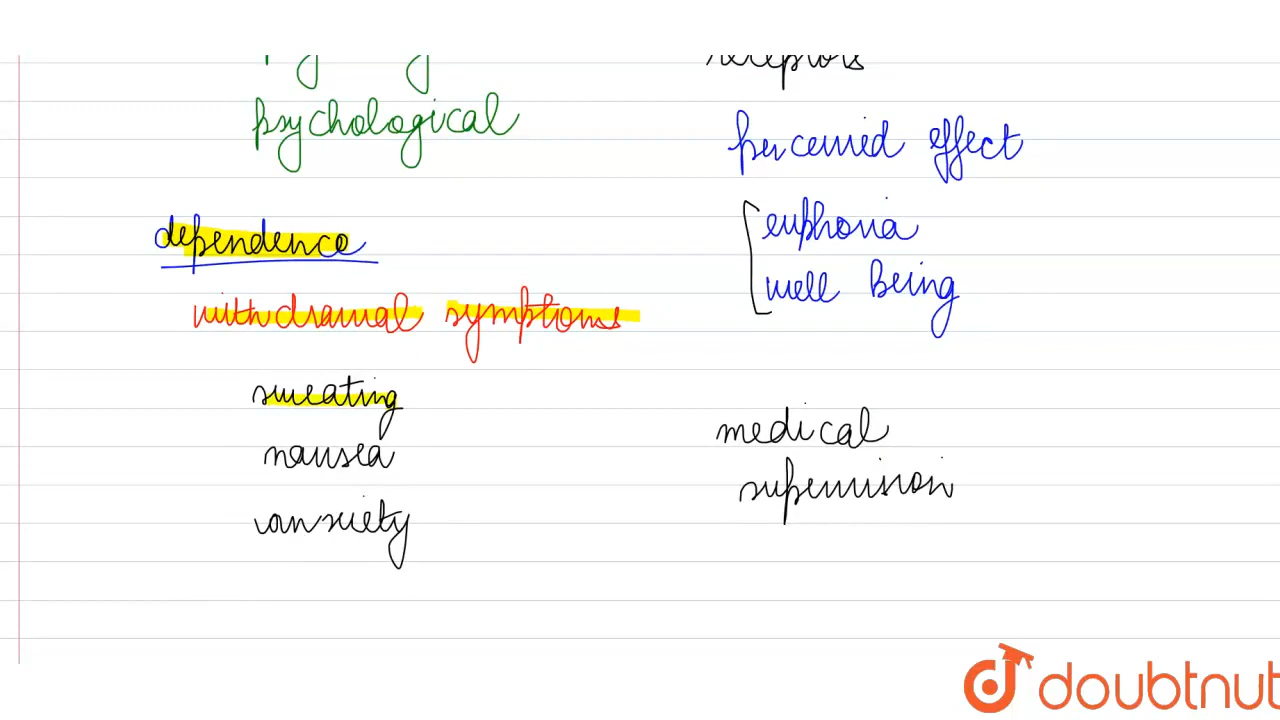 psychological
dependence
withdrawal symptoms
sweating
nausea
anxiety
receptors
perceived effect
euphoria
well Being
medical
supervision
doubtnut